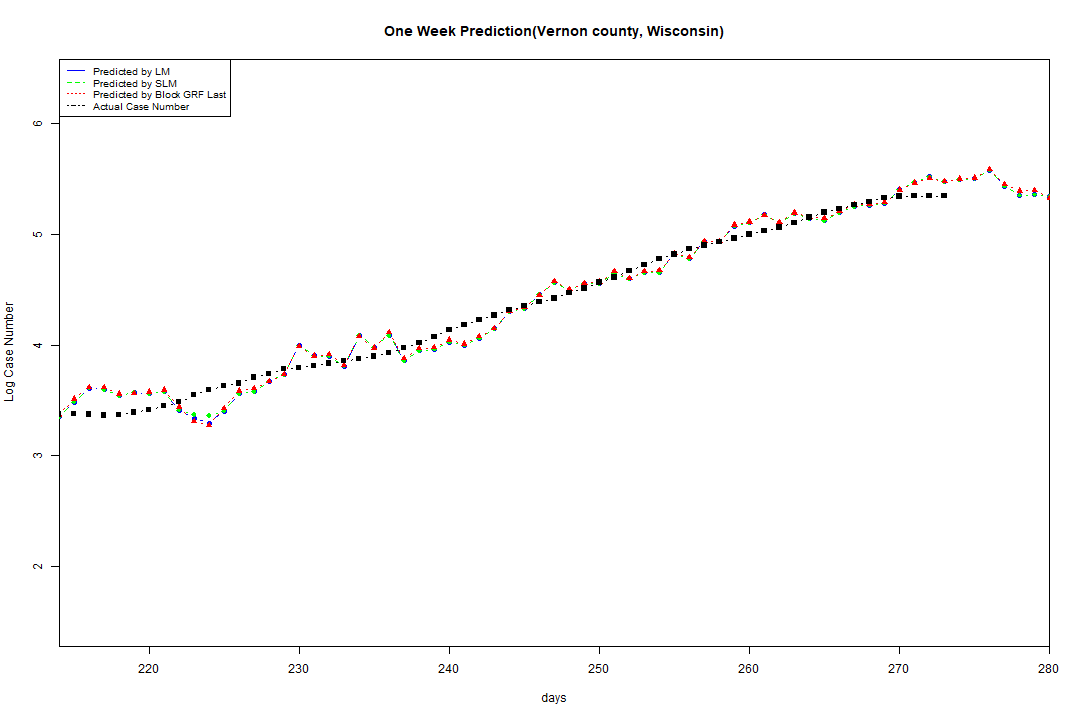 One Week Prediction(Vernon county, Wisconsin)
Predicted by LM
Predicted by SLM
Predicted by Block GRF Last
Actual Case Number
6
5
4
3
2
Log Case Number
220 230 240 250 260 270 280
days